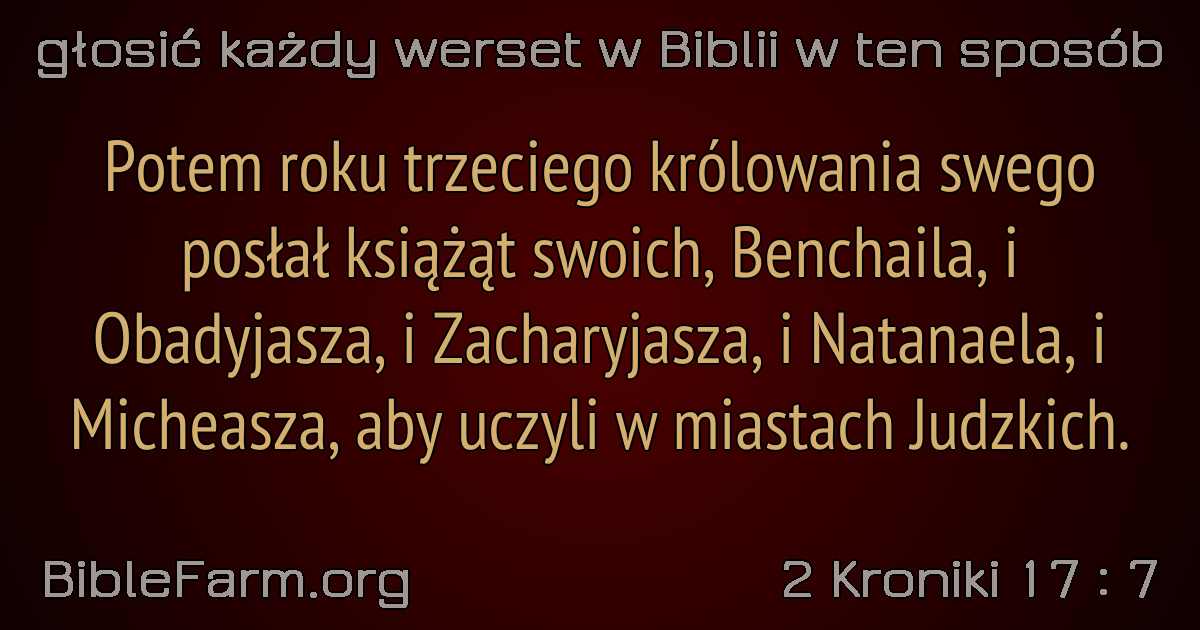 głosić każdy werset w Biblii w ten sposób
Potem roku trzeciego królowania swego
posłał książąt swoich, Benchaila, i
Obadyjasza, i Zacharyjasza, i Natanaela, i
Micheasza, aby uczyli w miastach Judzkich.
BibleFarm.org
2 Kroniki 17 : 7